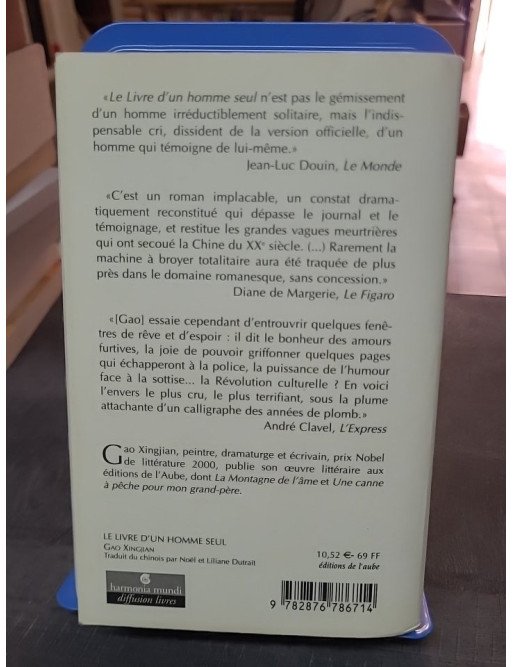 «Le Livre d'un homme seul n'est pas le gémissement
d'un homme irréductiblement solitaire, mais l'indis-
pensable cri, dissident de la version officielle, d'un
homme qui témoigne de lui-même.»
Jean-Luc Douin, Le Monde
«C'est un roman implacable, un constat drama-
tiquement reconstitué qui dépasse le journal et le
témoignage, et restitue les grandes vagues meurtrières
qui ont secoué la Chine du XXe siècle. (...) Rarement la
machine à broyer totalitaire aura été traquée de plus
près dans le domaine romanesque, sans concession.»
Diane de Margerie, Le Figaro
«[Gao] essaie cependant d'entrouvrir quelques fenê-
tres de rêve et d'espoir : il dit le bonheur des amours
furtives, la joie de pouvoir griffonner quelques pages
qui échapperont à la police, la puissance de l'humour
face à la sottise... la Révolution culturelle ? En voici
l'envers le plus cru, le plus terrifiant, sous la plume
attachante d'un calligraphe des années de plomb.»
André Clavel, L'Express
Gao Xingjian, peintre, dramaturge et écrivain, prix Nobel
de littérature 2000, publie son œuvre littéraire aux
éditions de l'Aube, dont La Montagne de l'âme et Une canne
à pêche pour mon grand-père.
LE LIVRE D'UN HOMME SEUL
GAO XINGJIAN
Traduit du chinois par Noël et Liliane Dutrait
10,52 €- 69 FF
éditions de l'aube
harmonia mundi
diffusion livres
9 782876 786714